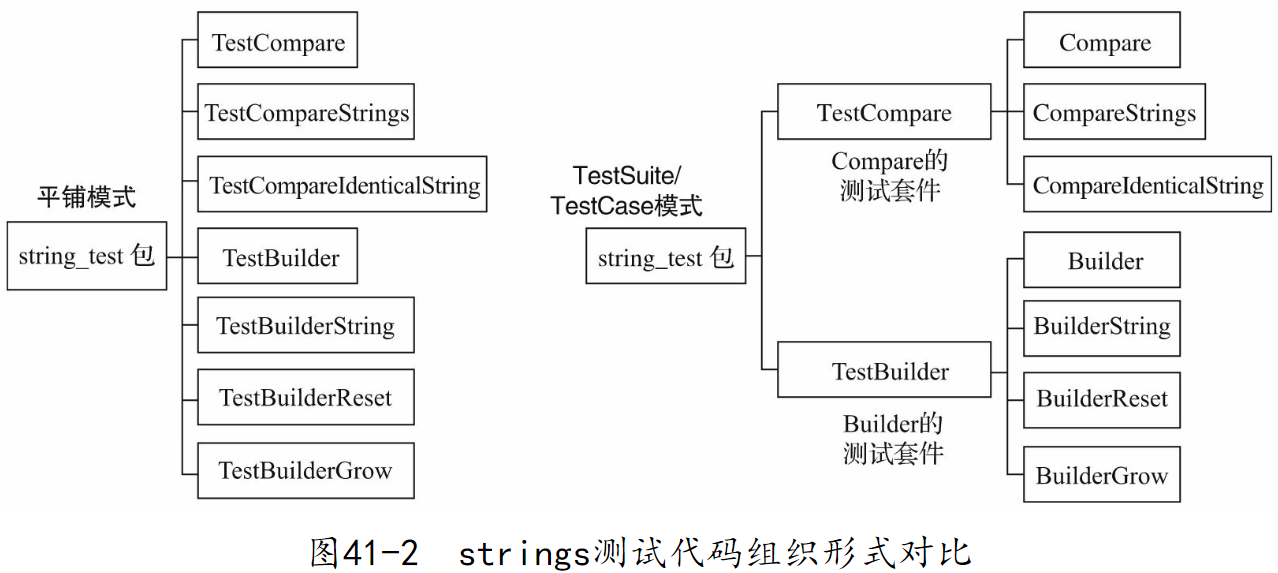 平铺模式
string_test 包
TestCompare
TestCompareStrings
TestCompareIdenticalString
TestBuilder
TestBuilderString
TestBuilderReset
TestBuilderGrow
TestSuite/
TestCase模式
string_test 包
TestCompare
Compare的
测试套件
Compare
CompareStrings
CompareIdenticalString
TestBuilder
Builder的
测试套件
Builder
BuilderString
BuilderReset
BuilderGrow
图41-2 strings测试代码组织形式对比